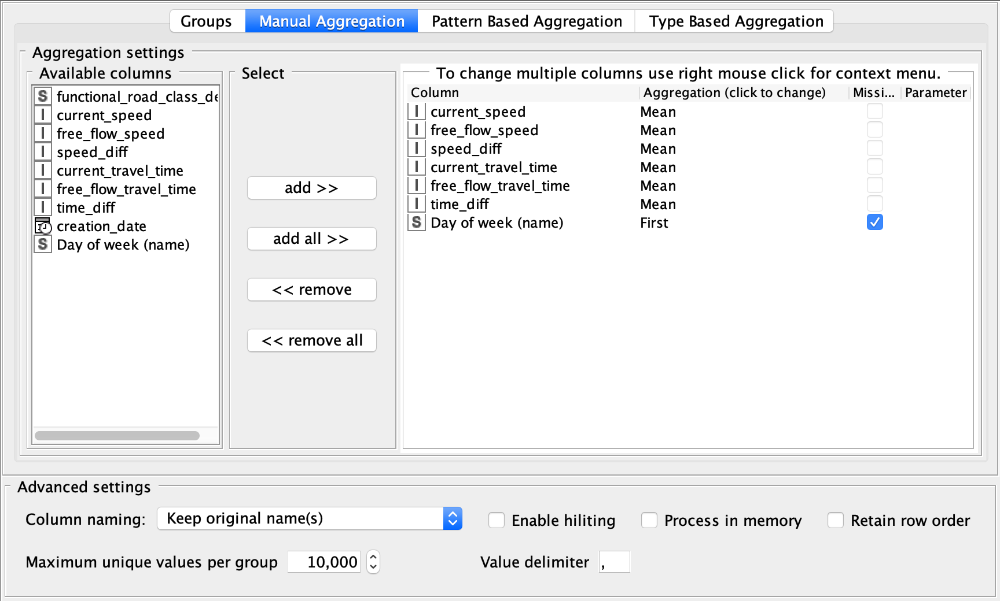 Groups Manual Aggregation Pattern Based Aggregation Type Based Aggregation
Aggregation settings
Available columns
S functional_road_class_de
I current_speed
I free_flow_speed
I speed_diff
I current_travel_time
I free_flow_travel_time
I time_diff
creation_date
S Day of week (name)
Select
add >>
add all >>
<< remove
<< remove all
To change multiple columns use right mouse click for context menu.
Column Aggregation (click to change) Missi... Parameter
I current_speed Mean
I free_flow_speed Mean
I speed_diff Mean
I current_travel_time Mean
I free_flow_travel_time Mean
I time_diff Mean
S Day of week (name) First
Advanced settings
Column naming: Keep original name(s) Enable hiliting Process in memory Retain row order
Maximum unique values per group 10,000 Value delimiter ,